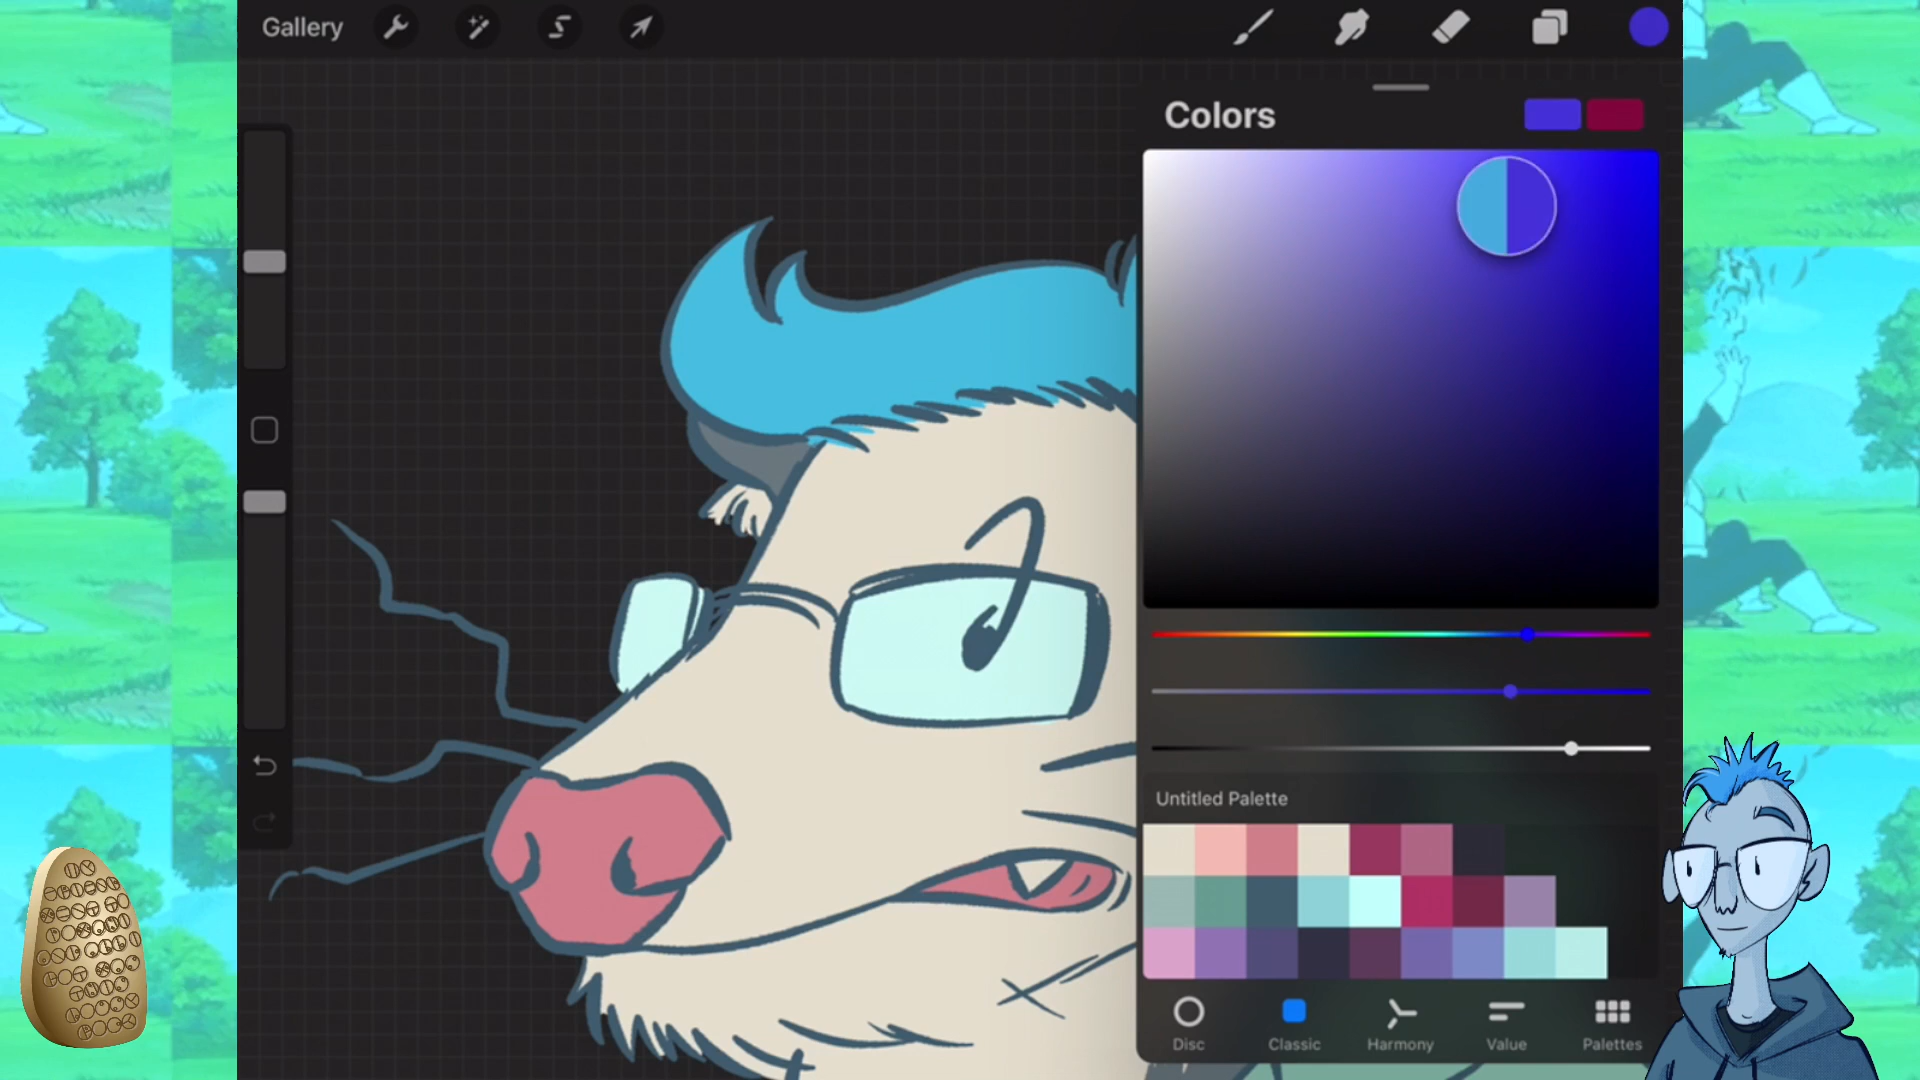 Gallery
Colors
Untitled Palette
Disc
Classic
Harmony
Value
Palettes